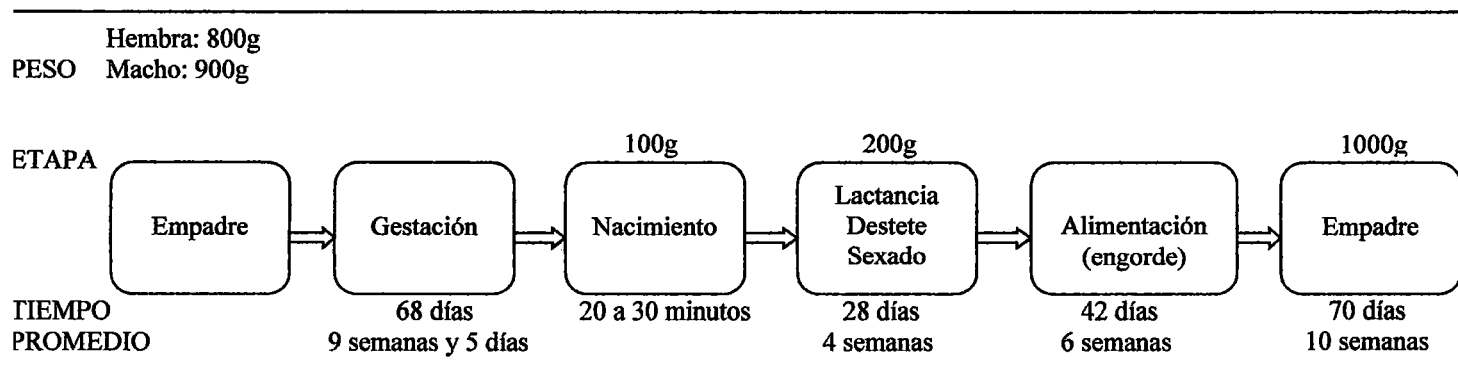 Hembra: 800g
PESO Macho: 900g
100g 200g 1000g
ETAPA
Empadre
Gestación
Nacimiento
Lactancia
Destete
Sexado
Alimentación
(engorde)
Empadre
TIEMPO 68 días 20 a 30 minutos 28 días 42 días 70 días
PROMEDIO 9 semanas y 5 días 4 semanas 6 semanas 10 semanas